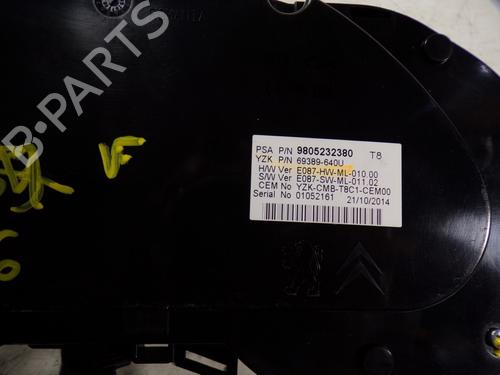 PSA P/N 9805232380 T8
YZK P/N 69389-640U
H/W Ver E087-HW-ML-010.00
S/W Ver E087-SW-ML-011.02
CEM No YZK-CMB-T8C1-CEM00
Serial No 01052161 21/10/2014
B-PARTS